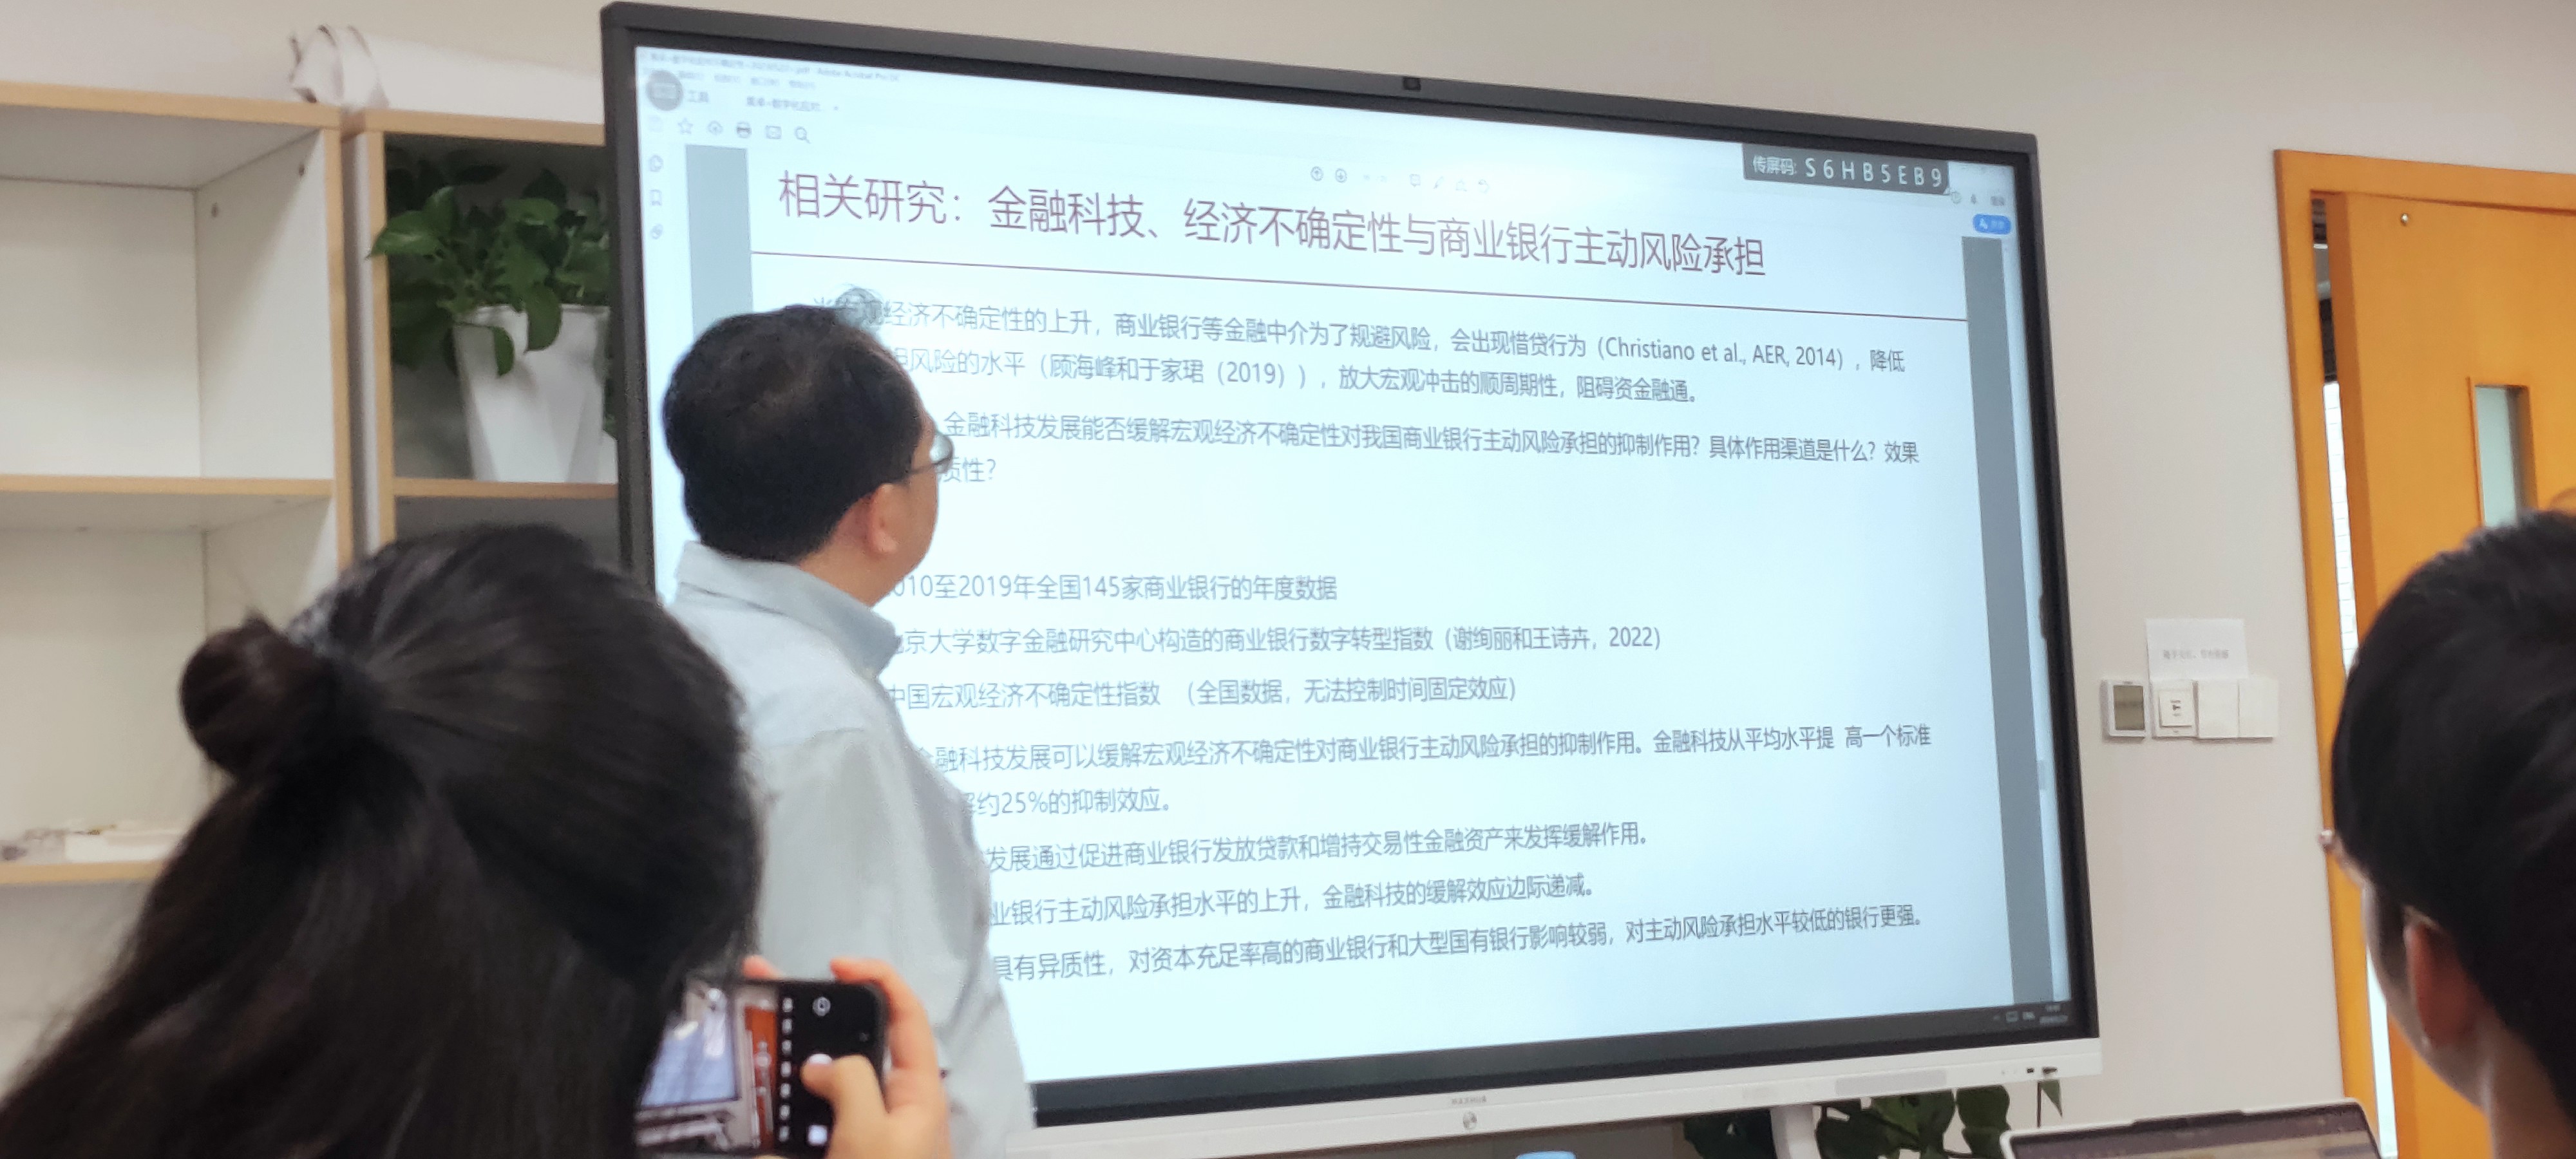 工具
传屏码: S6HB5EB9
相关研究：金融科技、经济不确定性与商业银行主动风险承担
观经济不确定性的上升，商业银行等金融中介为了规避风险，会出现惜贷行为（Christiano et al., AER, 2014），降低
风险的水平（顾海峰和于家珺（2019）），放大宏观冲击的顺周期性，阻碍资金融通。
金融科技发展能否缓解宏观经济不确定性对我国商业银行主动风险承担的抑制作用？具体作用渠道是什么？效果
质性？
010至2019年全国145家商业银行的年度数据
京大学数字金融研究中心构造的商业银行数字转型指数（谢绚丽和王诗卉，2022）
中国宏观经济不确定性指数 （全国数据，无法控制时间固定效应）
金融科技发展可以缓解宏观经济不确定性对商业银行主动风险承担的抑制作用。金融科技从平均水平提 高一个标准
约25%的抑制效应。
发展通过促进商业银行发放贷款和增持交易性金融资产来发挥缓解作用。
业银行主动风险承担水平的上升，金融科技的缓解效应边际递减。
具有异质性，对资本充足率高的商业银行和大型国有银行影响较弱，对主动风险承担水平较低的银行更强。